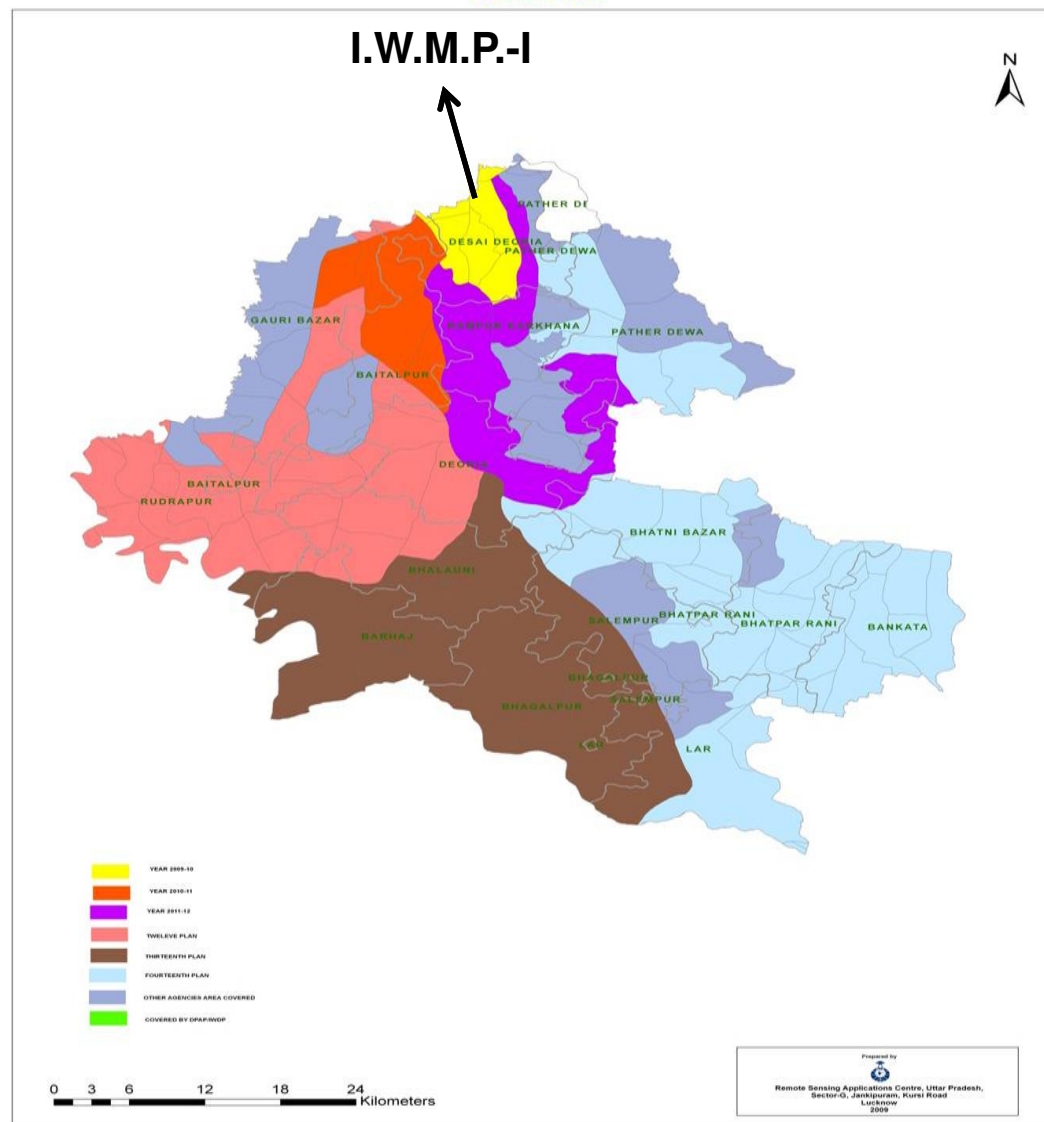 I.W.M.P.-I
N
PATHER DE
DESAI DEORIA
PATHER DEWA
GAURI BAZAR
RAMPUR KARKHANA
PATHER DEWA
BAITALPUR
DEORIA
BAITALPUR
RUDRAPUR
BHATNI BAZAR
BHALAUNI
SALEMPUR
BHATPAR RANI
BHATPAR RANI
BANKATA
BARHAJ
BHAGALPUR
SALEMPUR
BHAGALPUR
LAR
YEAR 2009-10
YEAR 2010-11
YEAR 2011-12
TWELEVE PLAN
THIRTEENTH PLAN
FOURTEENTH PLAN
OTHER AGENCIES AREA COVERED
COVERED BY DPAP/IWDP
0 3 6 12 18 24
Kilometers
Prepared by
Remote Sensing Applications Centre, Uttar Pradesh,
Sector-G, Jankipuram, Kursi Road
Lucknow
2009